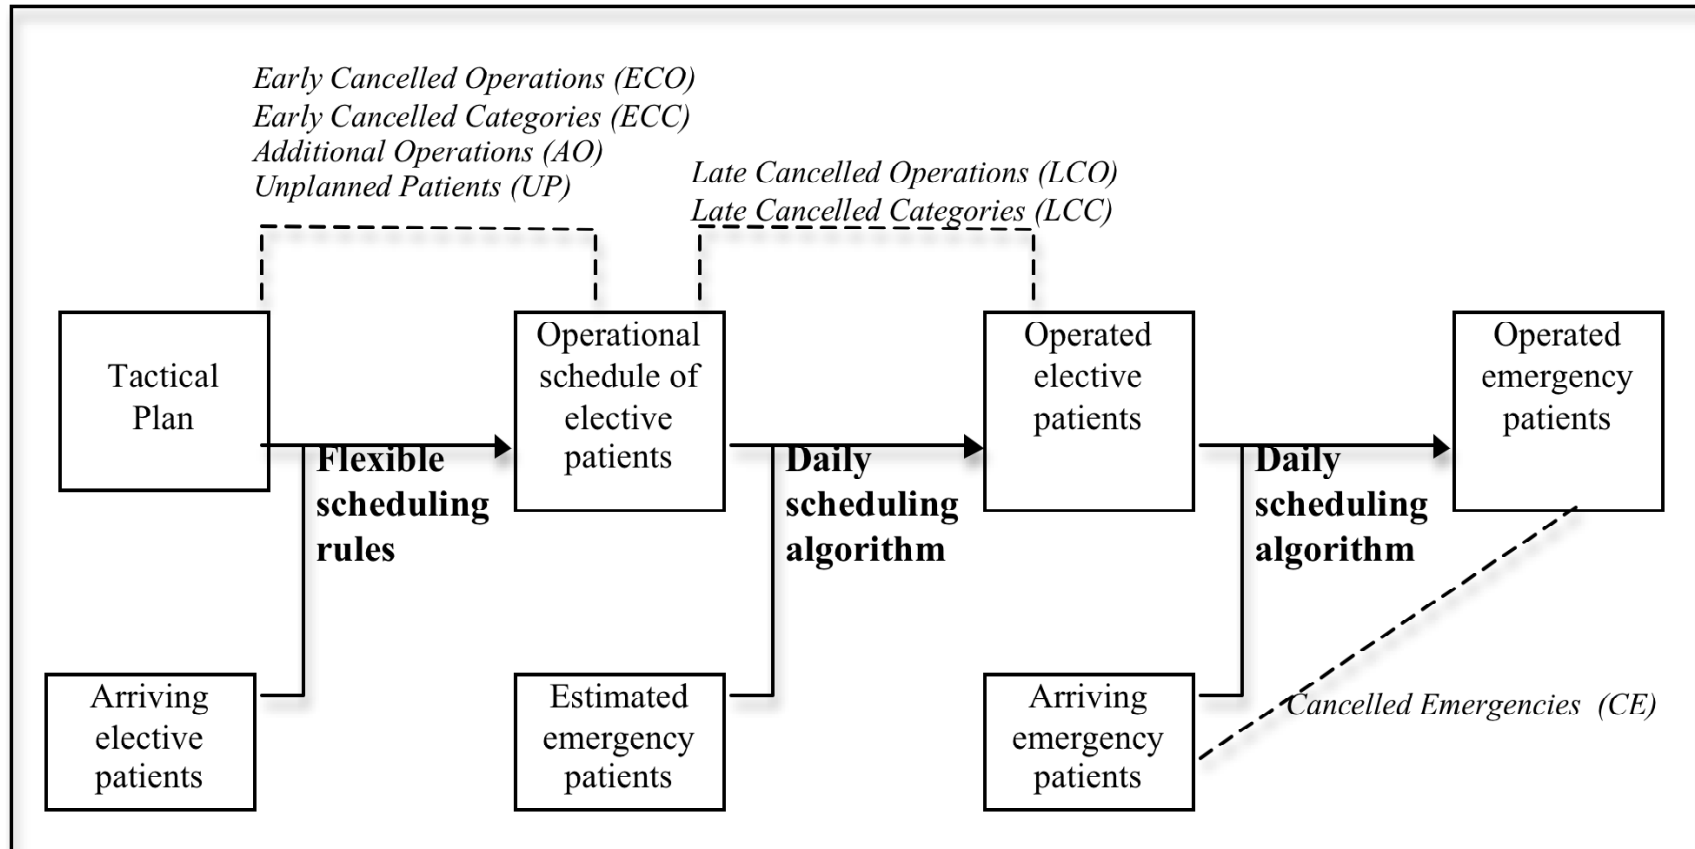 Early Cancelled Operations (ECO)
Early Cancelled Categories (ECC)
Additional Operations (AO)
Unplanned Patients (UP)
Late Cancelled Operations (LCO)
Late Cancelled Categories (LCC)
Tactical
Plan
Operational
schedule of
elective
patients
Operated
elective
patients
Operated
emergency
patients
Flexible
scheduling
rules
Daily
scheduling
algorithm
Daily
scheduling
algorithm
Arriving
elective
patients
Estimated
emergency
patients
Arriving
emergency
patients
Cancelled Emergencies (CE)